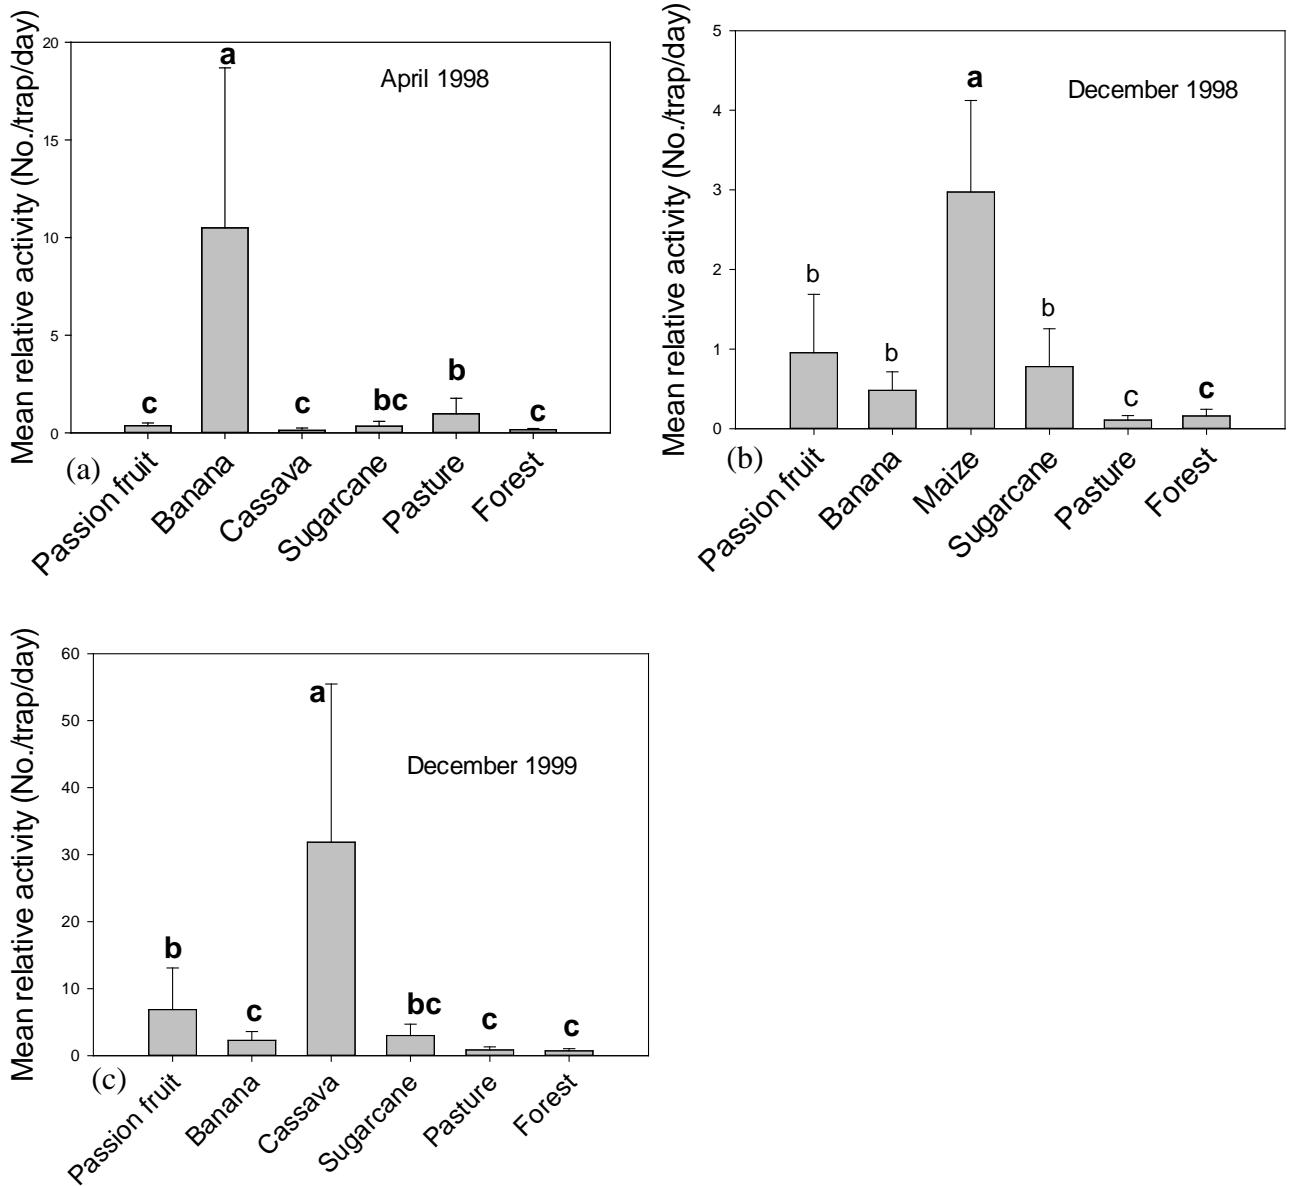 Mean relative activity (No./trap/day)
20
15
10
5
0
April 1998
a
c
c
bc
b
c
(a)
Passion fruit
Banana
Cassava
Sugarcane
Pasture
Forest
Mean relative activity (No./trap/day)
5
4
3
2
1
0
December 1998
b
b
a
b
c
c
(b)
Passion fruit
Banana
Maize
Sugarcane
Pasture
Forest
Mean relative activity (No./trap/day)
60
50
40
30
20
10
0
December 1999
b
c
a
bc
c
c
(c)
Passion fruit
Banana
Cassava
Sugarcane
Pasture
Forest